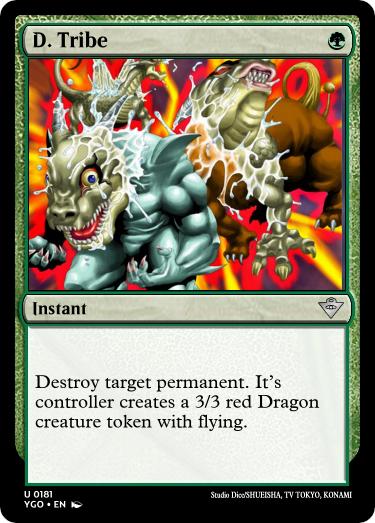 D. Tribe
Instant
Destroy target permanent. It's
controller creates a 3/3 red Dragon
creature token with flying.
U 0181
YGO • EN
Studio Dice/SHUEISHA, TV TOKYO, KONAMI